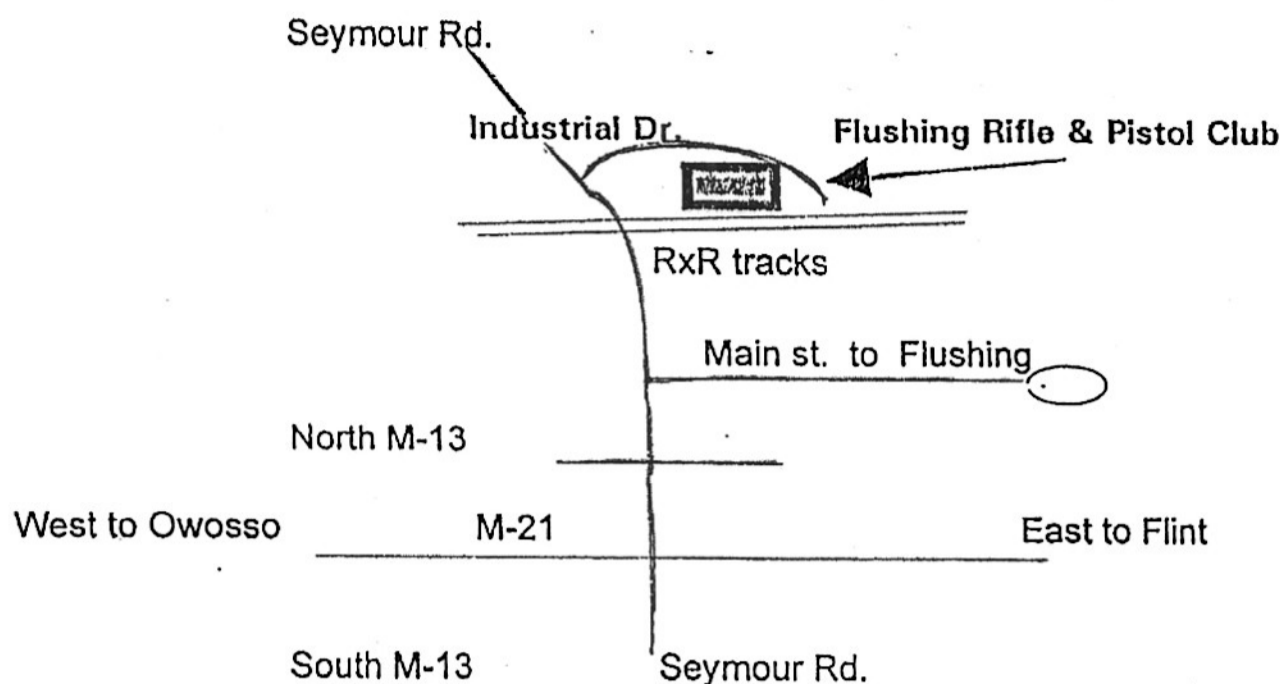 Seymour Rd.
Industrial Dr.
Flushing Rifle & Pistol Club
RxR tracks
Main st. to Flushing
North M-13
West to Owosso
M-21
East to Flint
South M-13
Seymour Rd.